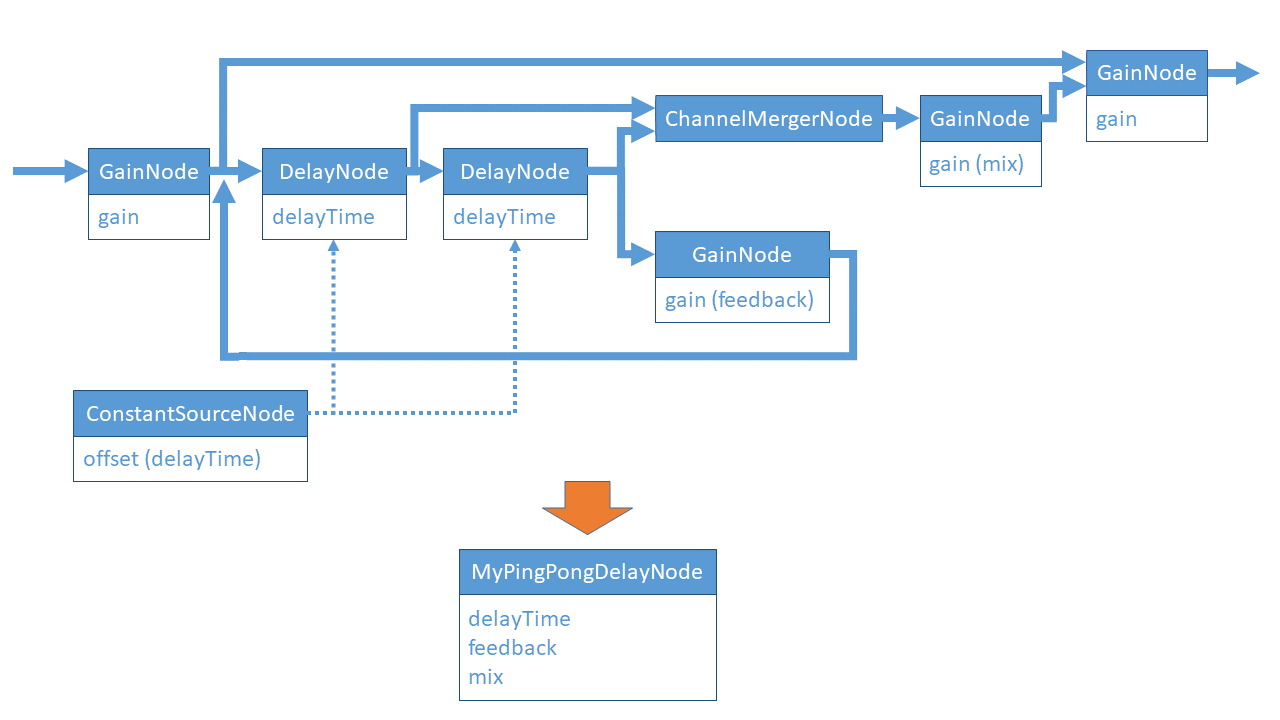 GainNode
gain
ChannelMergerNode
GainNode
gain (mix)
GainNode
gain
DelayNode
delayTime
DelayNode
delayTime
GainNode
gain (feedback)
ConstantSourceNode
offset (delayTime)
MyPingPongDelayNode
delayTime
feedback
mix